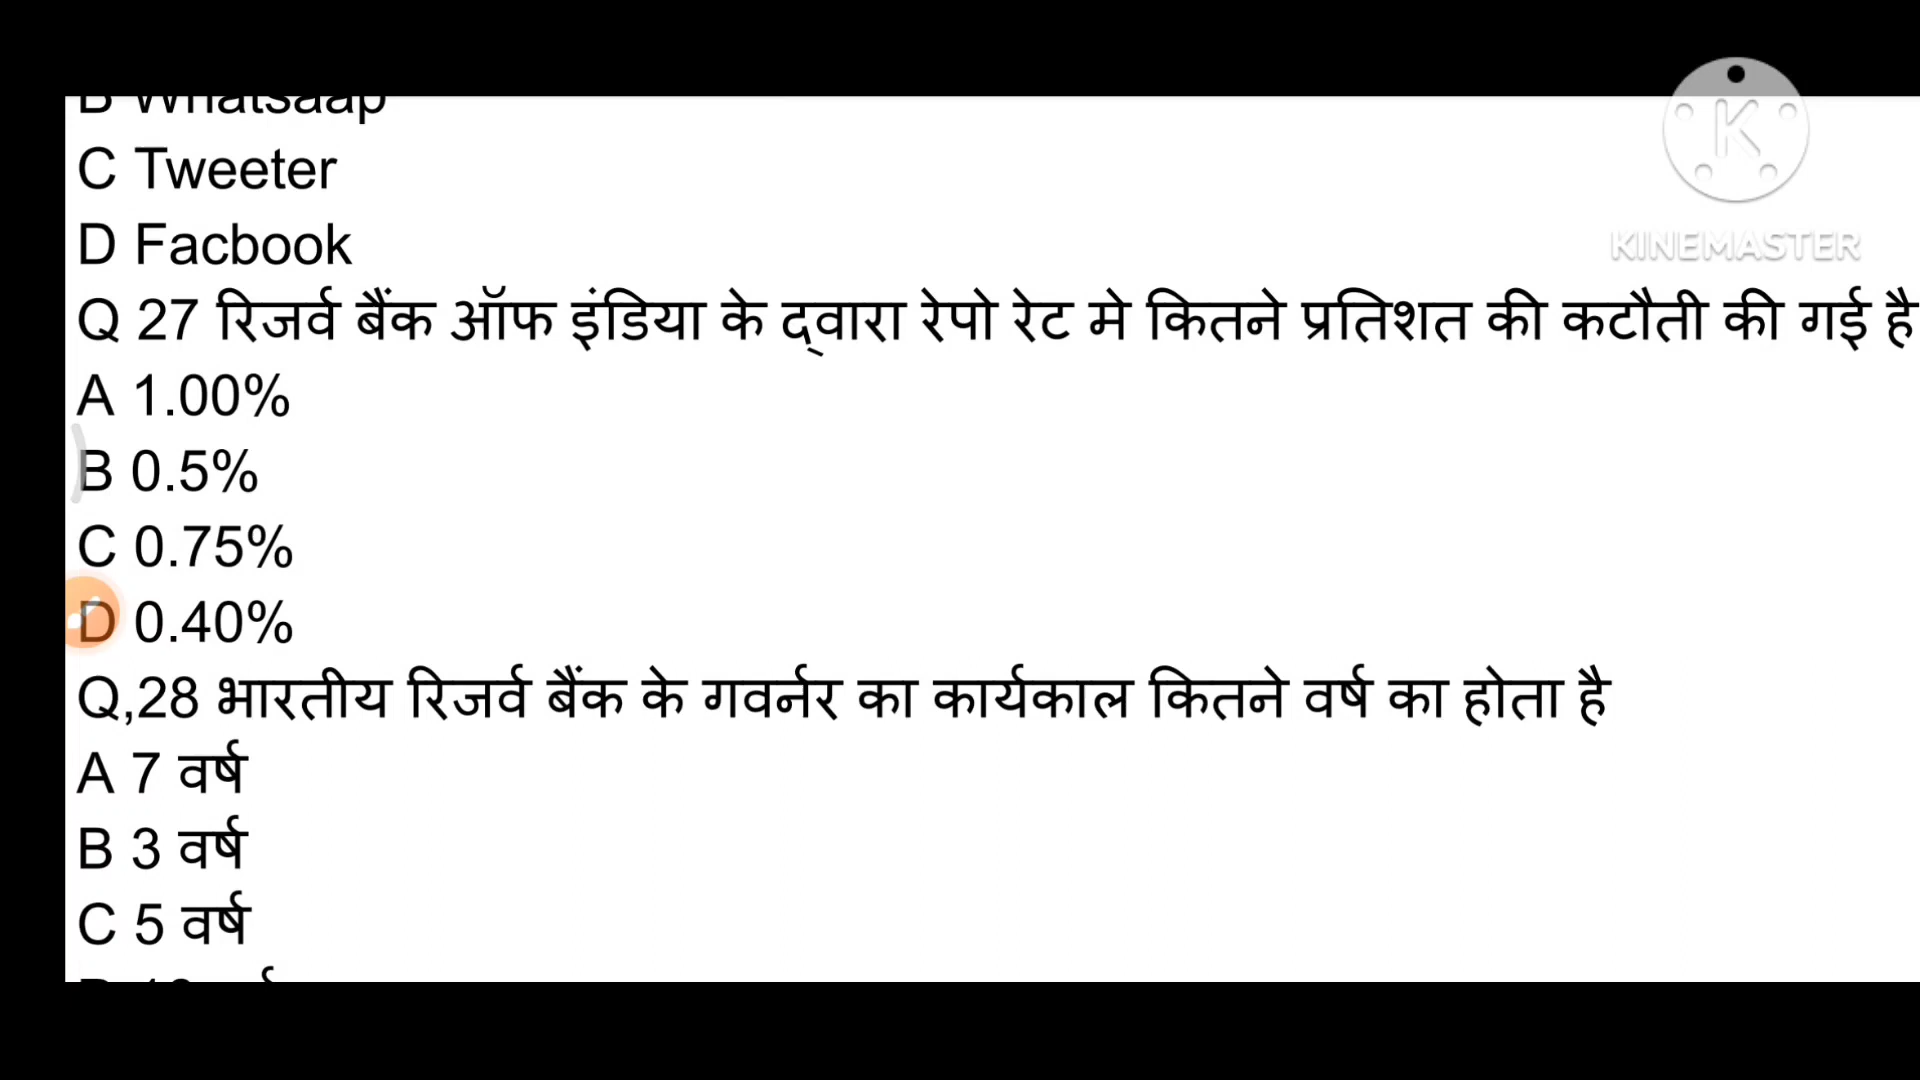 B Whatsaap
C Tweeter
D Facbook
Q 27 रिजर्व बैंक ऑफ इंडिया के द्वारा रेपो रेट मे कितने प्रतिशत की कटौती की गई है
A 1.00%
B 0.5%
C 0.75%
D 0.40%
Q,28 भारतीय रिजर्व बैंक के गवर्नर का कार्यकाल कितने वर्ष का होता है
A 7 वर्ष
B 3 वर्ष
C 5 वर्ष
KINEMASTER